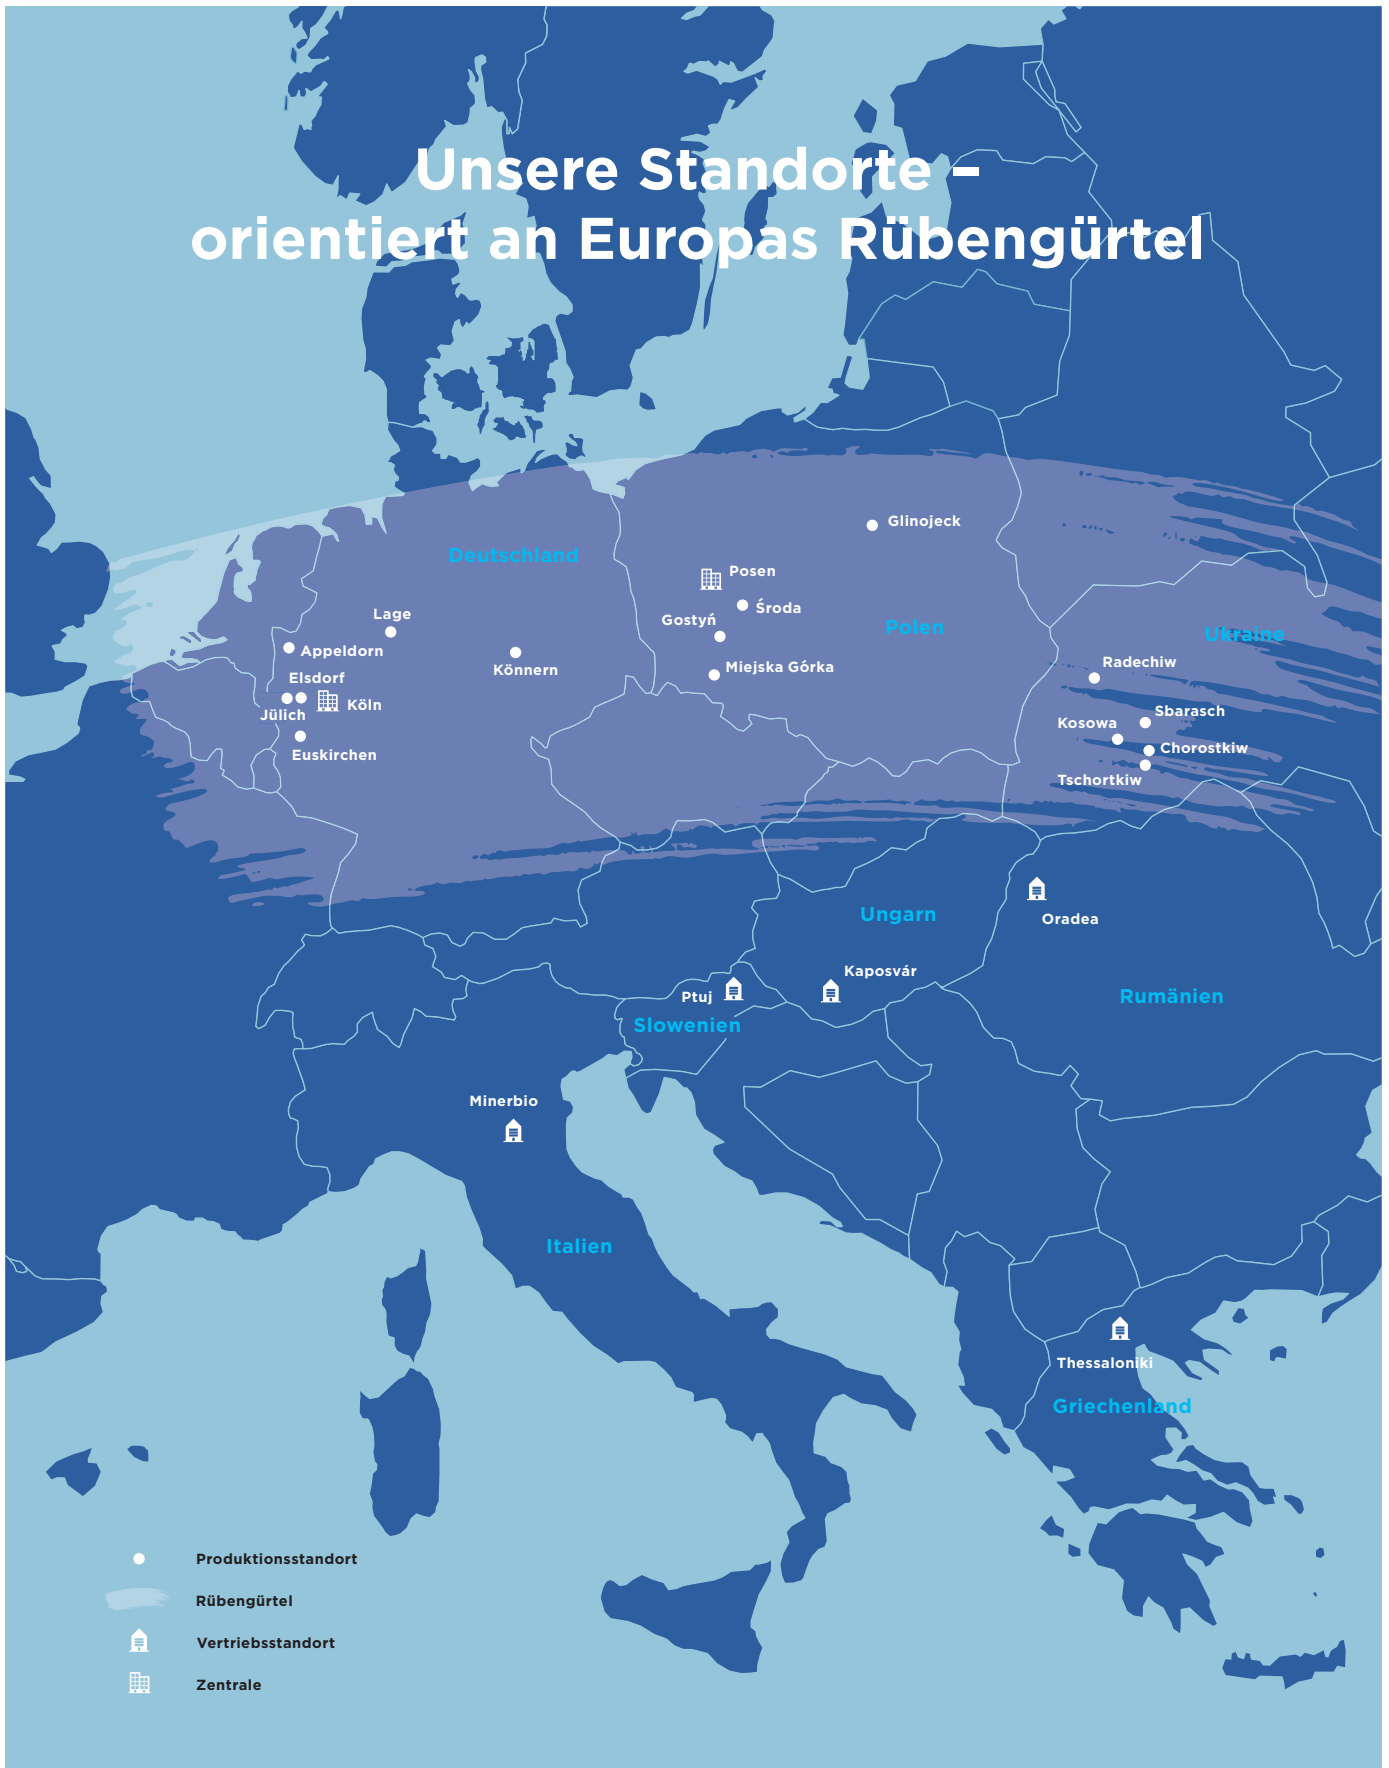 Unsere Standorte –
orientiert an Europas Rübengürtel
Glinojeck
Deutschland
Posen
Środa
Lage
Gostyń
Polen
Ukraine
Appeldorn
Könnern
Miejska Górka
Radechiw
Elsdorf
Köln
Jülich
Sbarasch
Kosowa
Euskirchen
Chorostkiw
Tschortkiw
Ungarn
Oradea
Kaposvár
Ptuj
Rumänien
Slowenien
Minerbio
Italien
Thessaloniki
Griechenland
Produktionsstandort
Rübengürtel
Vertriebsstandort
Zentrale